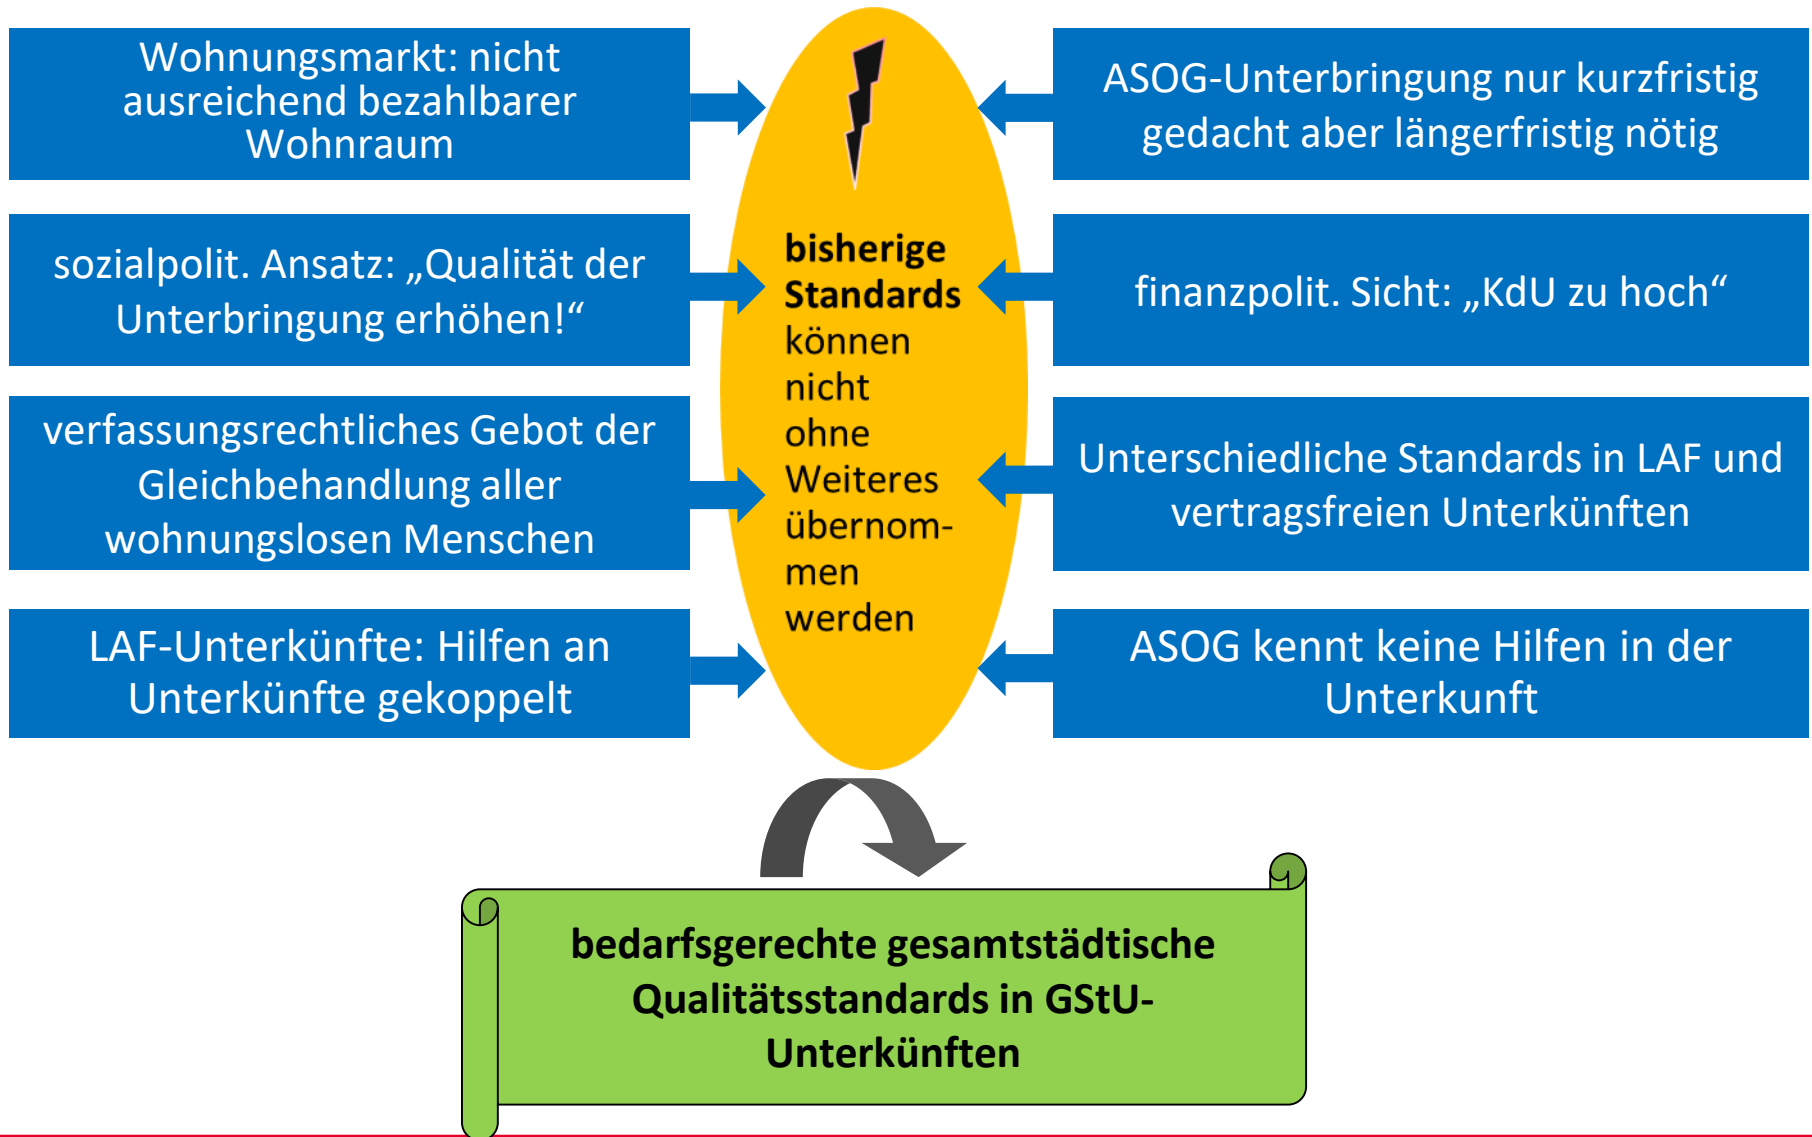 Wohnungsmarkt: nicht
ausreichend bezahlbarer
Wohnraum
sozialpolit. Ansatz: „Qualität der
Unterbringung erhöhen!“
verfassungsrechtliches Gebot der
Gleichbehandlung aller
wohnungslosen Menschen
LAF-Unterkünfte: Hilfen an
Unterkünfte gekoppelt
bisherige
Standards
können
nicht
ohne
Weiteres
übernom-
men
werden
ASOG-Unterbringung nur kurzfristig
gedacht aber längerfristig nötig
finanzpolit. Sicht: „KdU zu hoch“
Unterschiedliche Standards in LAF und
vertragsfreien Unterkünften
ASOG kennt keine Hilfen in der
Unterkunft
bedarfsgerechte gesamtstädtische
Qualitätsstandards in GStU-
Unterkünften